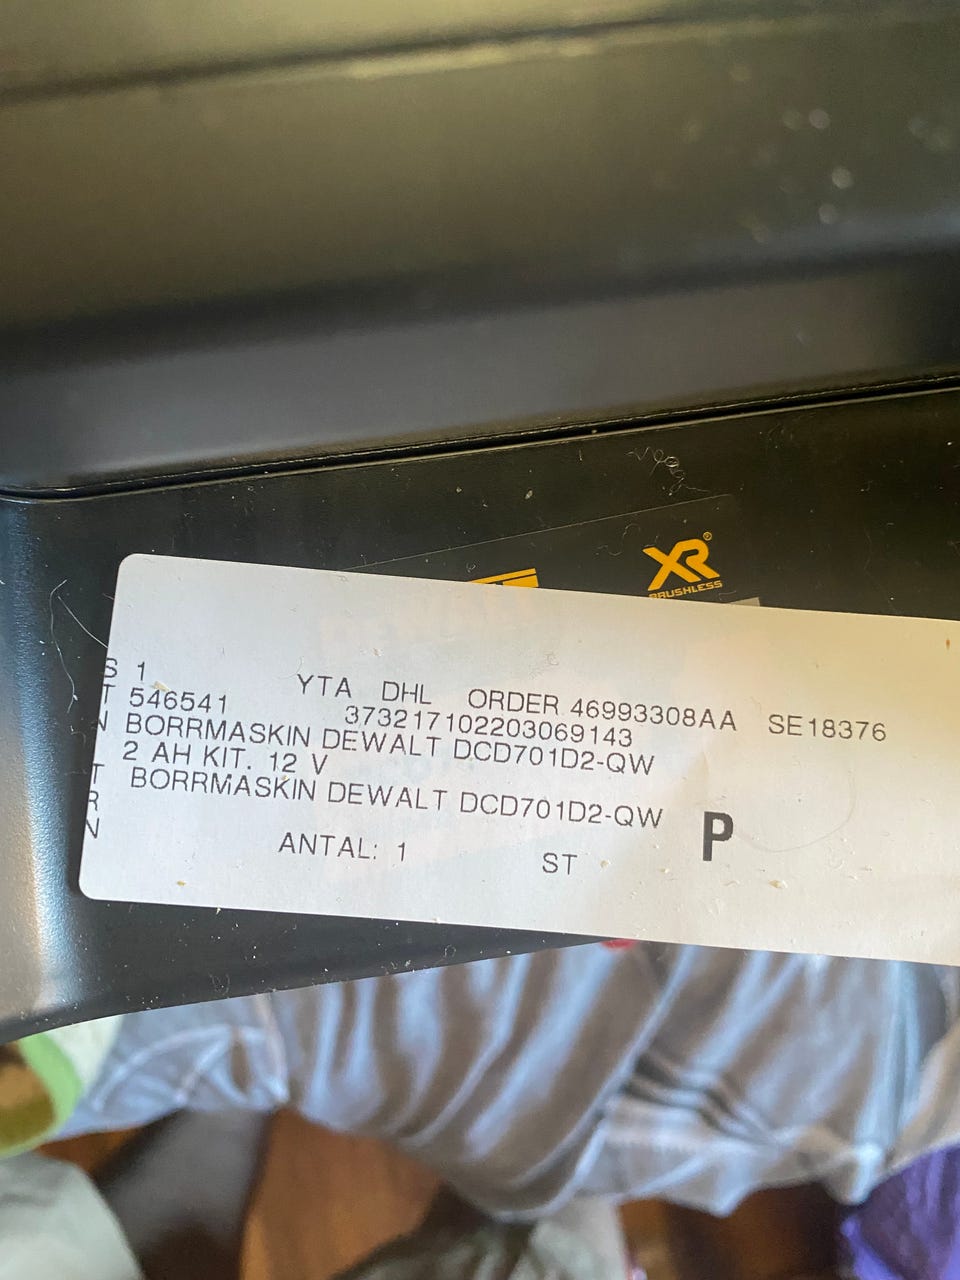 XR®
BRUSHLESS
S 1 YTA DHL ORDER 46993308AA SE18376
T 546541 373217102203069143
N BORRMASKIN DEWALT DCD701D2-QW
2 AH KIT. 12 V
T BORRMASKIN DEWALT DCD701D2-QW
R
N
ANTAL: 1 ST
P